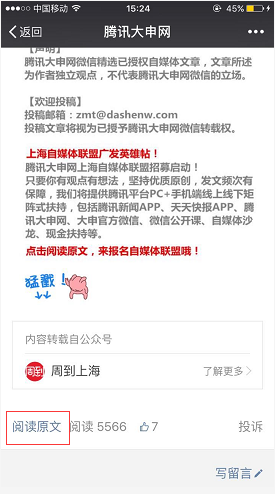 中国移动 15:24 45%
返回 腾讯大申网
【声明】
腾讯大申网微信精选已授权自媒体文章，文章所述
为作者独立观点，不代表腾讯大申网微信的立场。
【欢迎投稿】
投稿邮箱：zmt@dashenw.com
投稿文章将视为已授予腾讯大申网微信转载权。
上海自媒体联盟广发英雄帖！
腾讯大申网上海自媒体联盟招募启动！
只要你有观点有想法，坚持优质原创，发文频次有
保障，我们将提供腾讯平台PC+手机端线上线下矩
阵式扶持，包括腾讯新闻APP、天天快报APP、腾
讯大申网、大申官方微信、微信公开课、自媒体沙
龙、现金扶持等。
点击阅读原文，来报名自媒体联盟哦！
猛戳！
内容转载自公众号
周到 周到上海 了解更多
阅读原文 阅读 5566 7 投诉
写留言